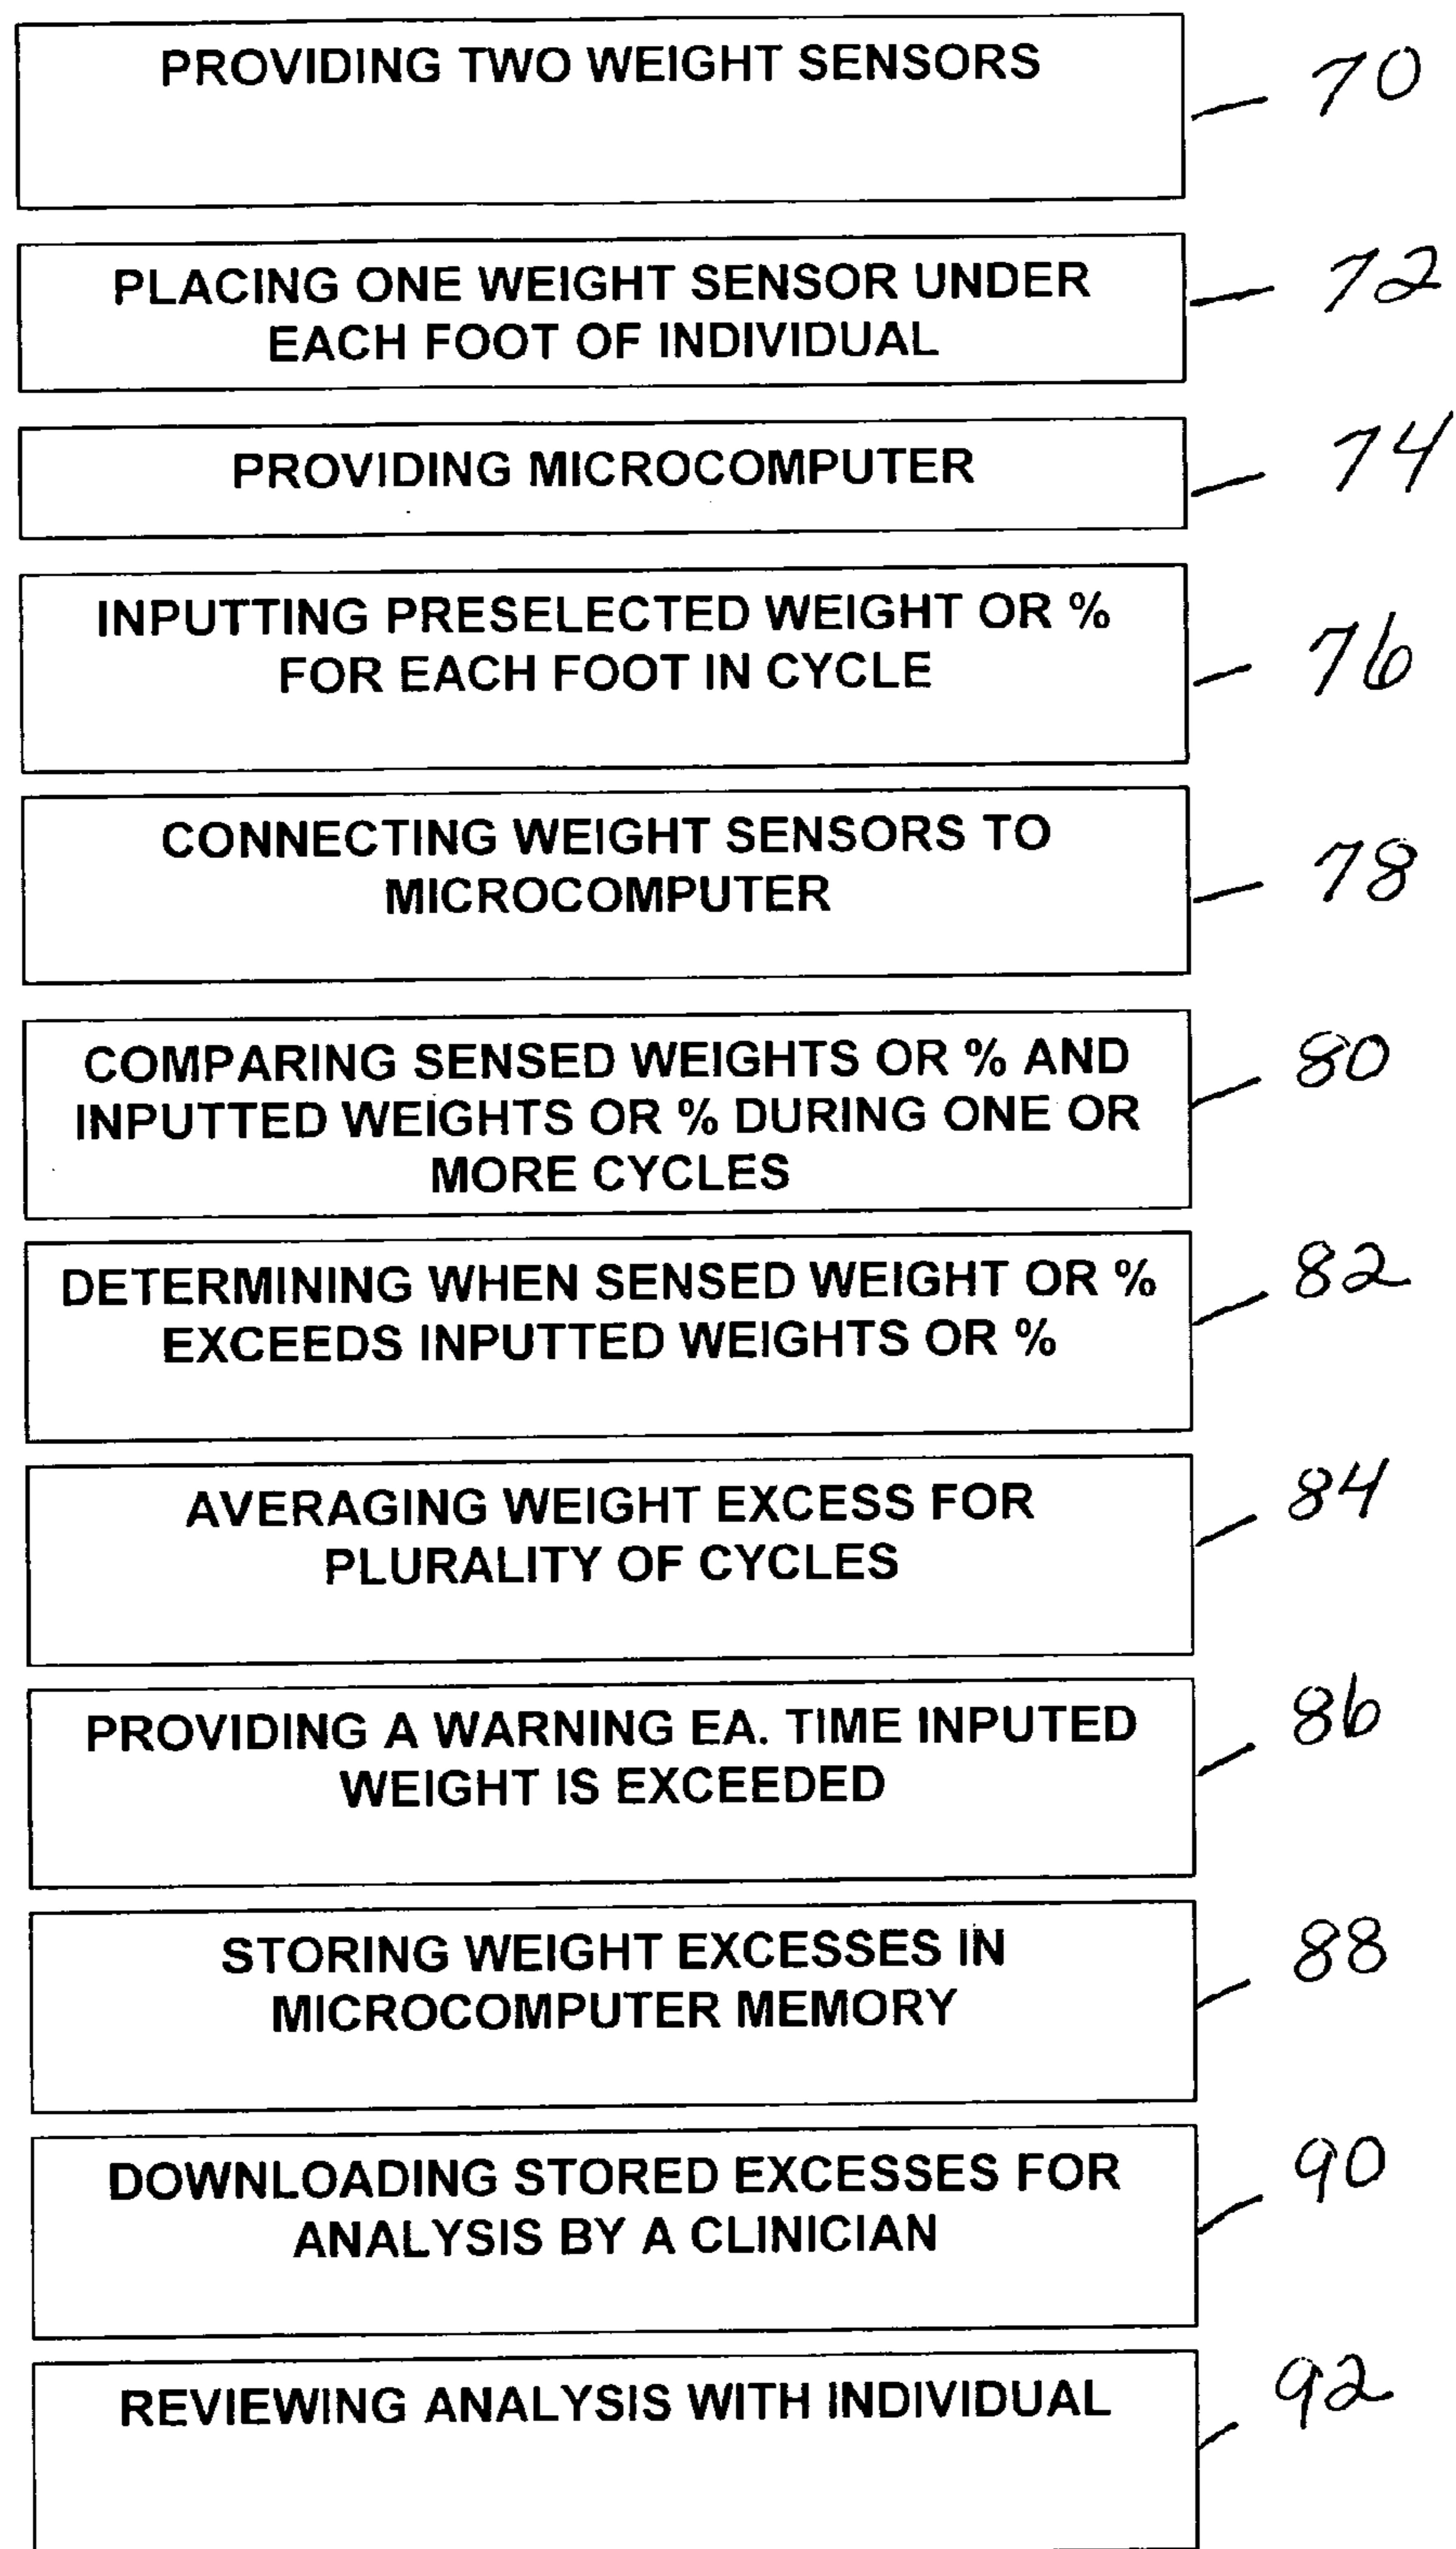 PROVIDING TWO WEIGHT SENSORS
70
PLACING ONE WEIGHT SENSOR UNDER
EACH FOOT OF INDIVIDUAL
72
PROVIDING MICROCOMPUTER
74
INPUTTING PRESELECTED WEIGHT OR %
FOR EACH FOOT IN CYCLE
76
CONNECTING WEIGHT SENSORS TO
MICROCOMPUTER
78
COMPARING SENSED WEIGHTS OR % AND
INPUTTED WEIGHTS OR % DURING ONE OR
MORE CYCLES
80
DETERMINING WHEN SENSED WEIGHT OR %
EXCEEDS INPUTTED WEIGHTS OR %
82
AVERAGING WEIGHT EXCESS FOR
PLURALITY OF CYCLES
84
PROVIDING A WARNING EA. TIME INPUTED
WEIGHT IS EXCEEDED
86
STORING WEIGHT EXCESSES IN
MICROCOMPUTER MEMORY
88
DOWNLOADING STORED EXCESSES FOR
ANALYSIS BY A CLINICIAN
90
REVIEWING ANALYSIS WITH INDIVIDUAL
92